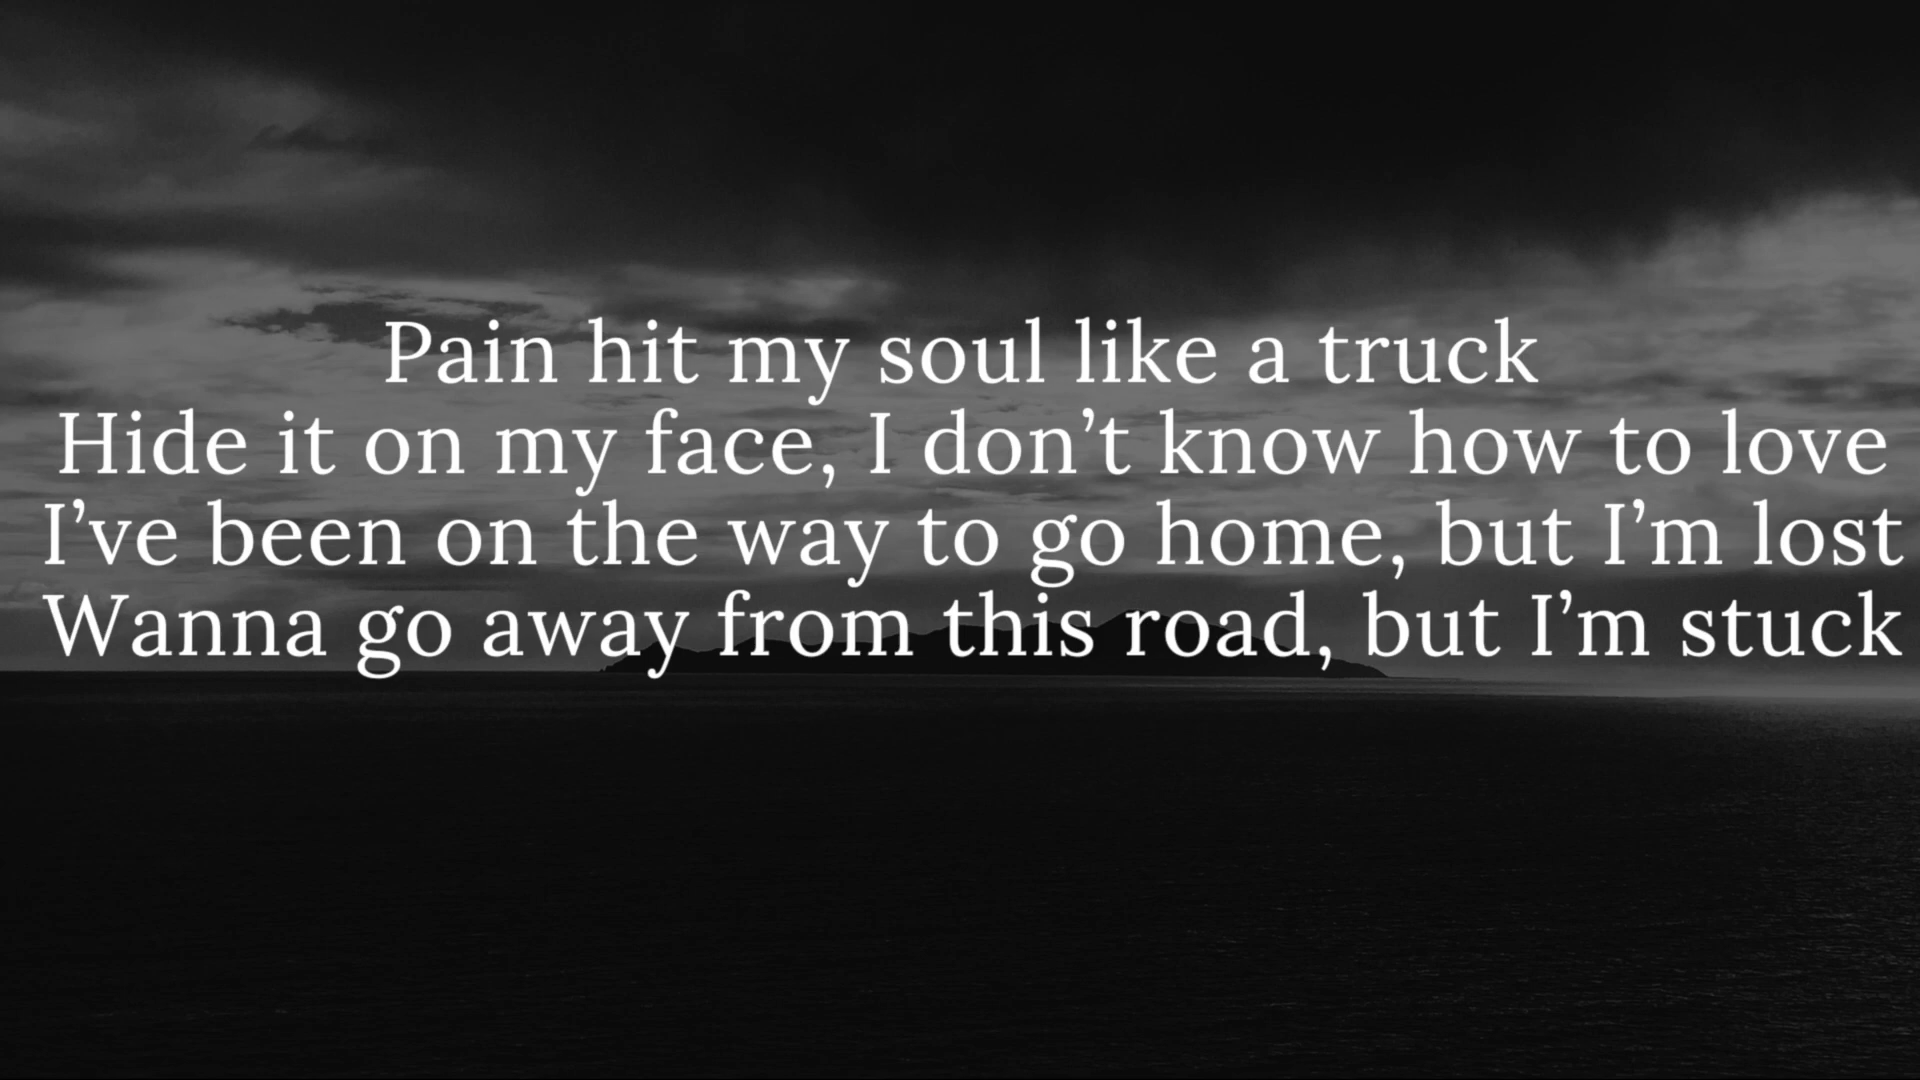 Pain hit my soul like a truck
Hide it on my face, I don’t know how to love
I’ve been on the way to go home, but I’m lost
Wanna go away from this road, but I’m stuck